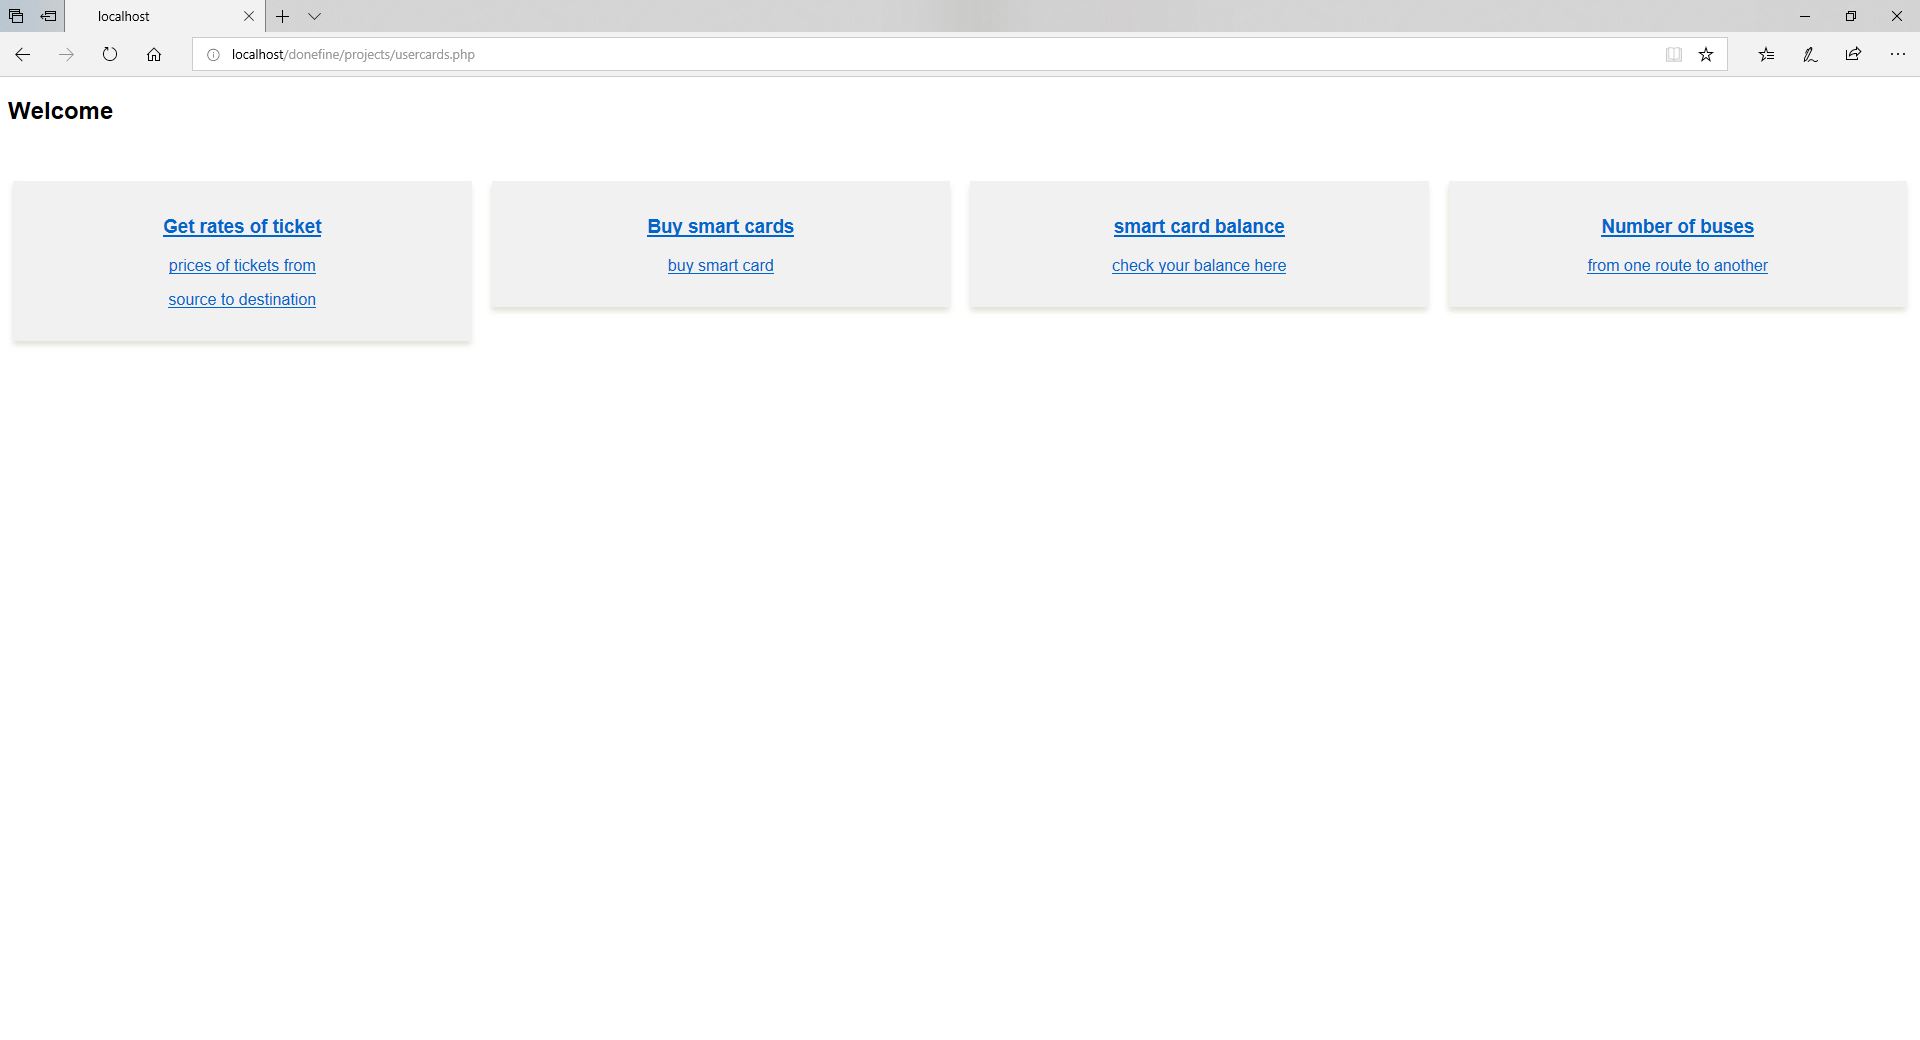 localhost
localhost/donefine/projects/usercards.php
Welcome
Get rates of ticket
prices of tickets from
source to destination
Buy smart cards
buy smart card
smart card balance
check your balance here
Number of buses
from one route to another